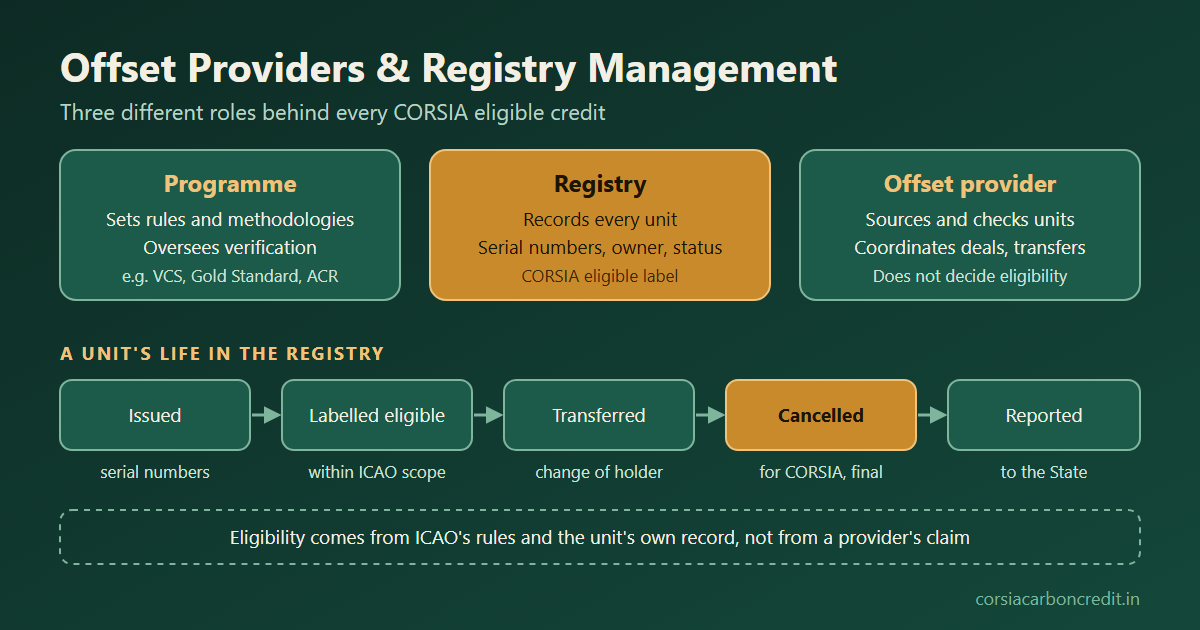 Offset Providers & Registry Management
Three different roles behind every CORSIA eligible credit
Programme
Sets rules and methodologies
Oversees verification
e.g. VCS, Gold Standard, ACR
Registry
Records every unit
Serial numbers, owner, status
CORSIA eligible label
Offset provider
Sources and checks units
Coordinates deals, transfers
Does not decide eligibility
A UNIT'S LIFE IN THE REGISTRY
Issued
serial numbers
Labelled eligible
within ICAO scope
Transferred
change of holder
Cancelled
for CORSIA, final
Reported
to the State
Eligibility comes from ICAO's rules and the unit's own record, not from a provider's claim
corsiacarboncredit.in